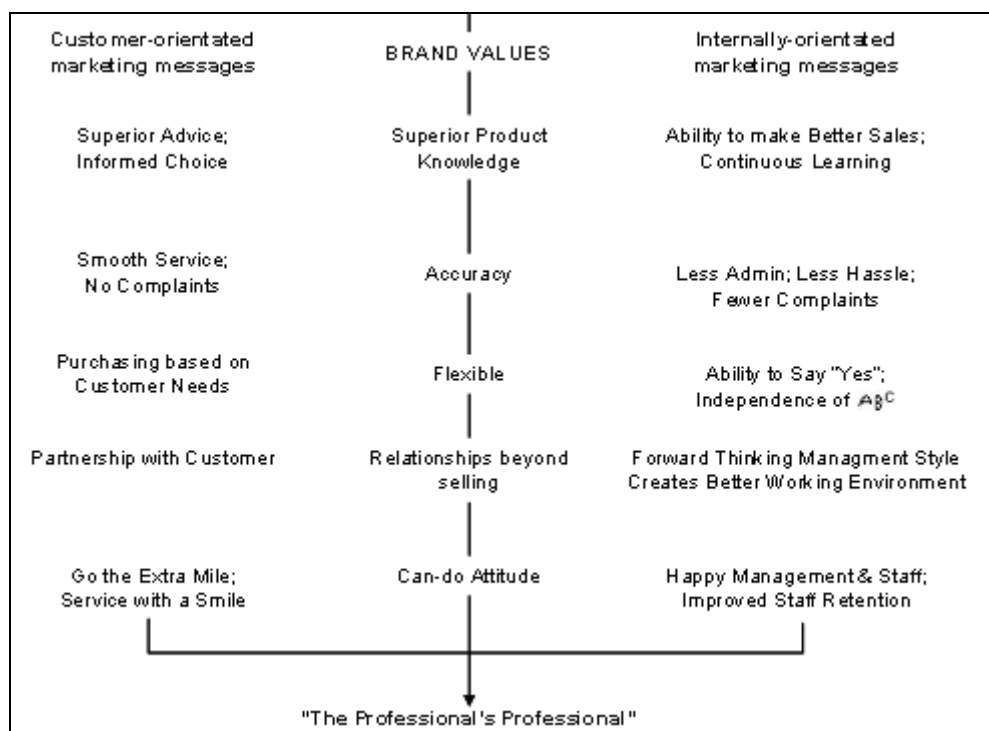 Customer-orientated
marketing messages
BRAND VALUES
Internally-orientated
marketing messages
Superior Advice;
Informed Choice
Superior Product
Knowledge
Ability to make Better Sales;
Continuous Learning
Smooth Service;
No Complaints
Accuracy
Less Admin; Less Hassle;
Fewer Complaints
Purchasing based on
Customer Needs
Flexible
Ability to Say "Yes";
Independence of ABC
Partnership with Customer
Relationships beyond
selling
Forward Thinking Managment Style
Creates Better Working Environment
Go the Extra Mile;
Service with a Smile
Can-do Attitude
Happy Management & Staff;
Improved Staff Retention
"The Professional's Professional"